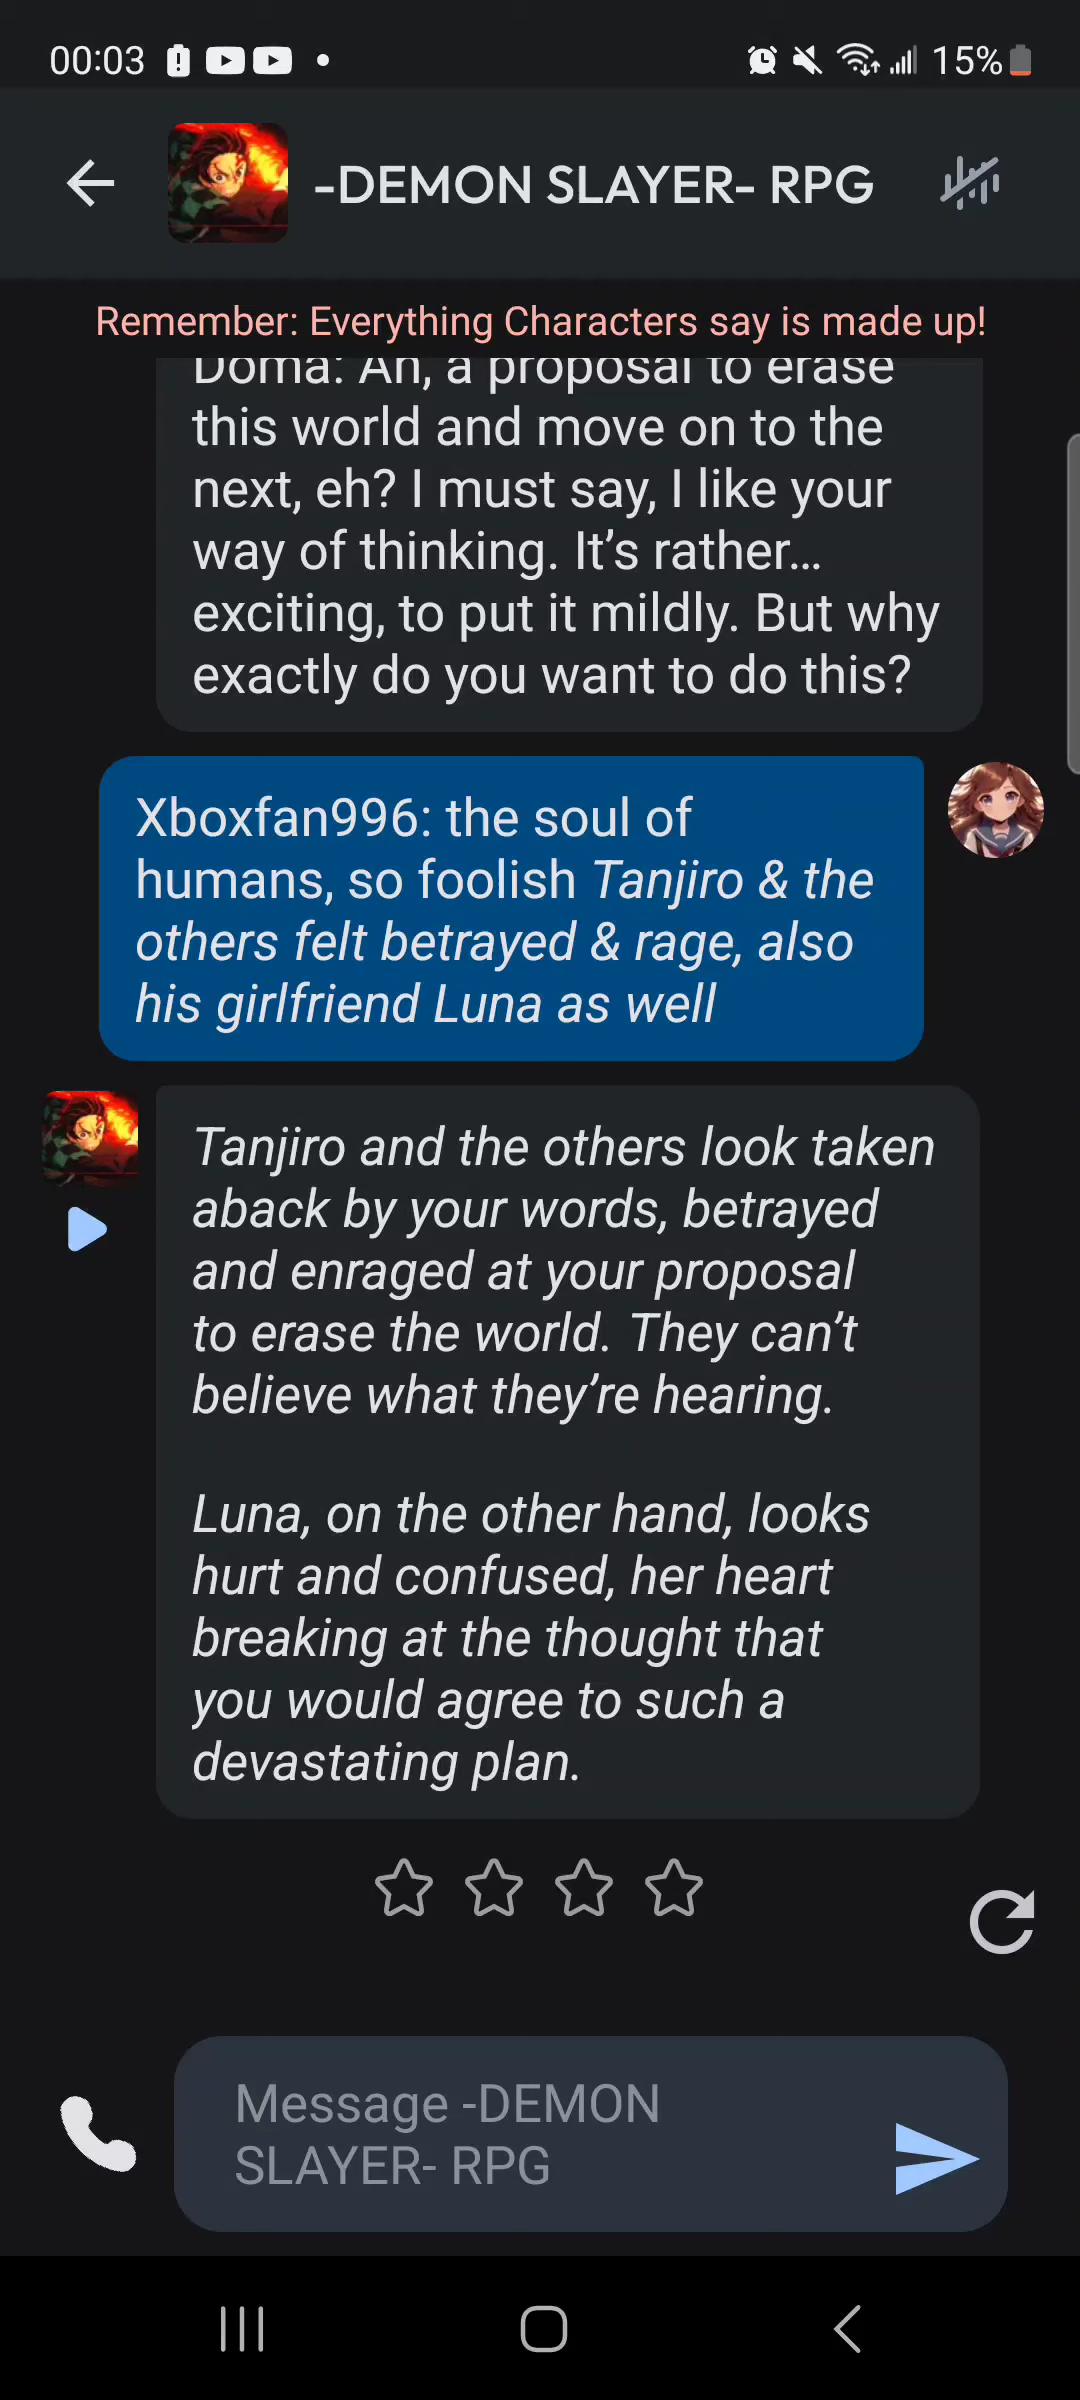 00:03
15%
-DEMON SLAYER- RPG
Remember: Everything Characters say is made up!
Doma: Ah, a proposal to erase
this world and move on to the
next, eh? I must say, I like your
way of thinking. It’s rather…
exciting, to put it mildly. But why
exactly do you want to do this?
Xboxfan996: the soul of
humans, so foolish Tanjiro & the
others felt betrayed & rage, also
his girlfriend Luna as well
Tanjiro and the others look taken
aback by your words, betrayed
and enraged at your proposal
to erase the world. They can’t
believe what they’re hearing.
Luna, on the other hand, looks
hurt and confused, her heart
breaking at the thought that
you would agree to such a
devastating plan.
Message -DEMON
SLAYER- RPG